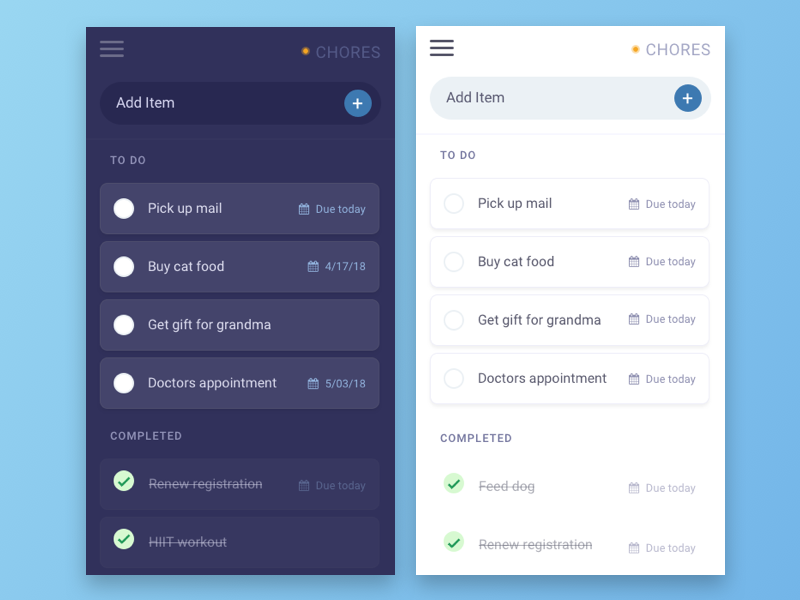 CHORES
Add Item
TO DO
Pick up mail Due today
Buy cat food 4/17/18
Get gift for grandma
Doctors appointment 5/03/18
COMPLETED
Renew registration Due today
HIIT workout
CHORES
Add Item
TO DO
Pick up mail Due today
Buy cat food Due today
Get gift for grandma Due today
Doctors appointment Due today
COMPLETED
Feed dog Due today
Renew registration Due today